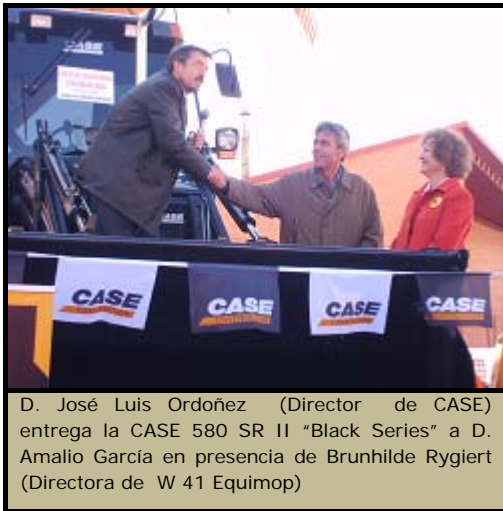 CASE
CASE
CASE
CASE
CASE
CASE
D. José Luis Ordoñez (Director de CASE)
entrega la CASE 580 SR II “Black Series” a D.
Amalio García en presencia de Brunhilde Rygiert
(Directora de W 41 Equimop)